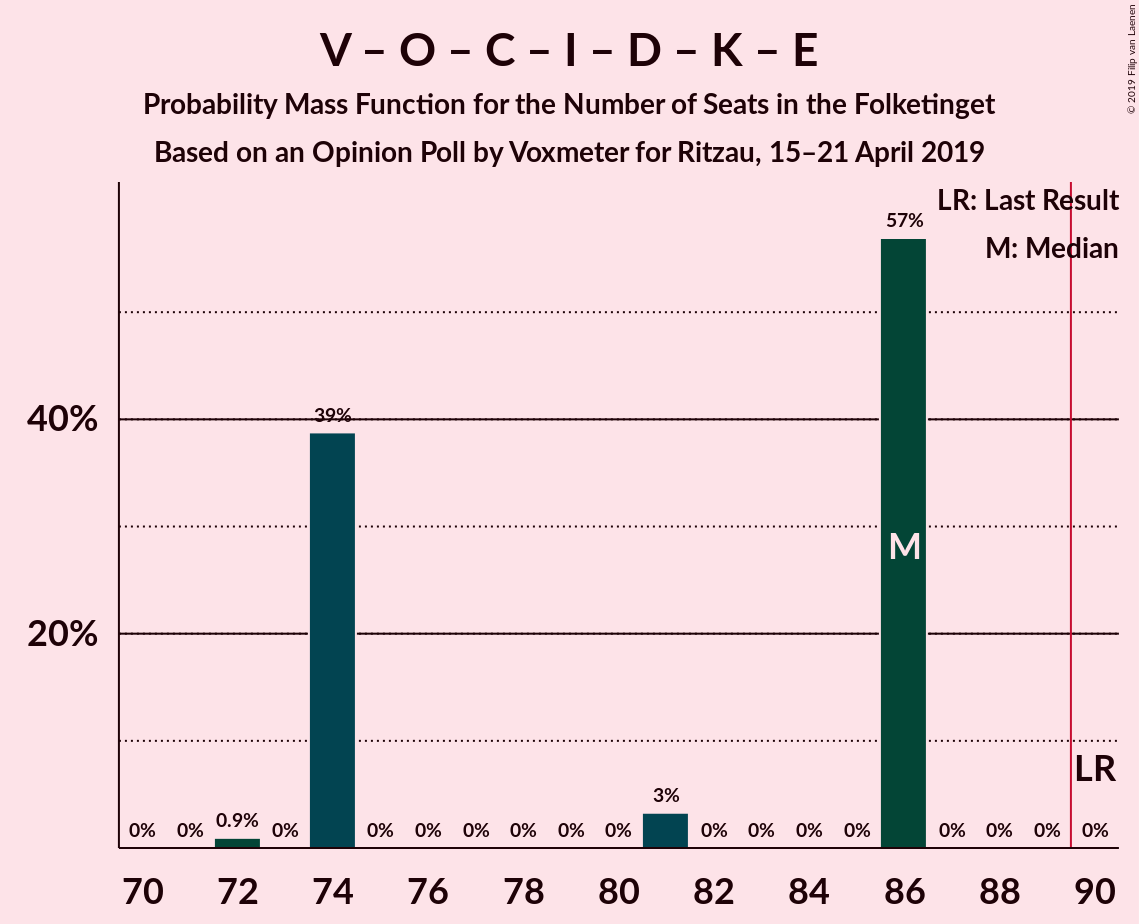 V – O – C – I – D – K – E
Probability Mass Function for the Number of Seats in the Folketinget
Based on an Opinion Poll by Voxmeter for Ritzau, 15–21 April 2019
© 2019 Filip van Laenen
LR: Last Result
M: Median
57%
39%
40%
M
20%
LR
3%
0% 0% 0.9% 0% 0% 0% 0% 0% 0% 0% 0% 0% 0% 0% 0% 0% 0% 0%
70 72 74 76 78 80 82 84 86 88 90